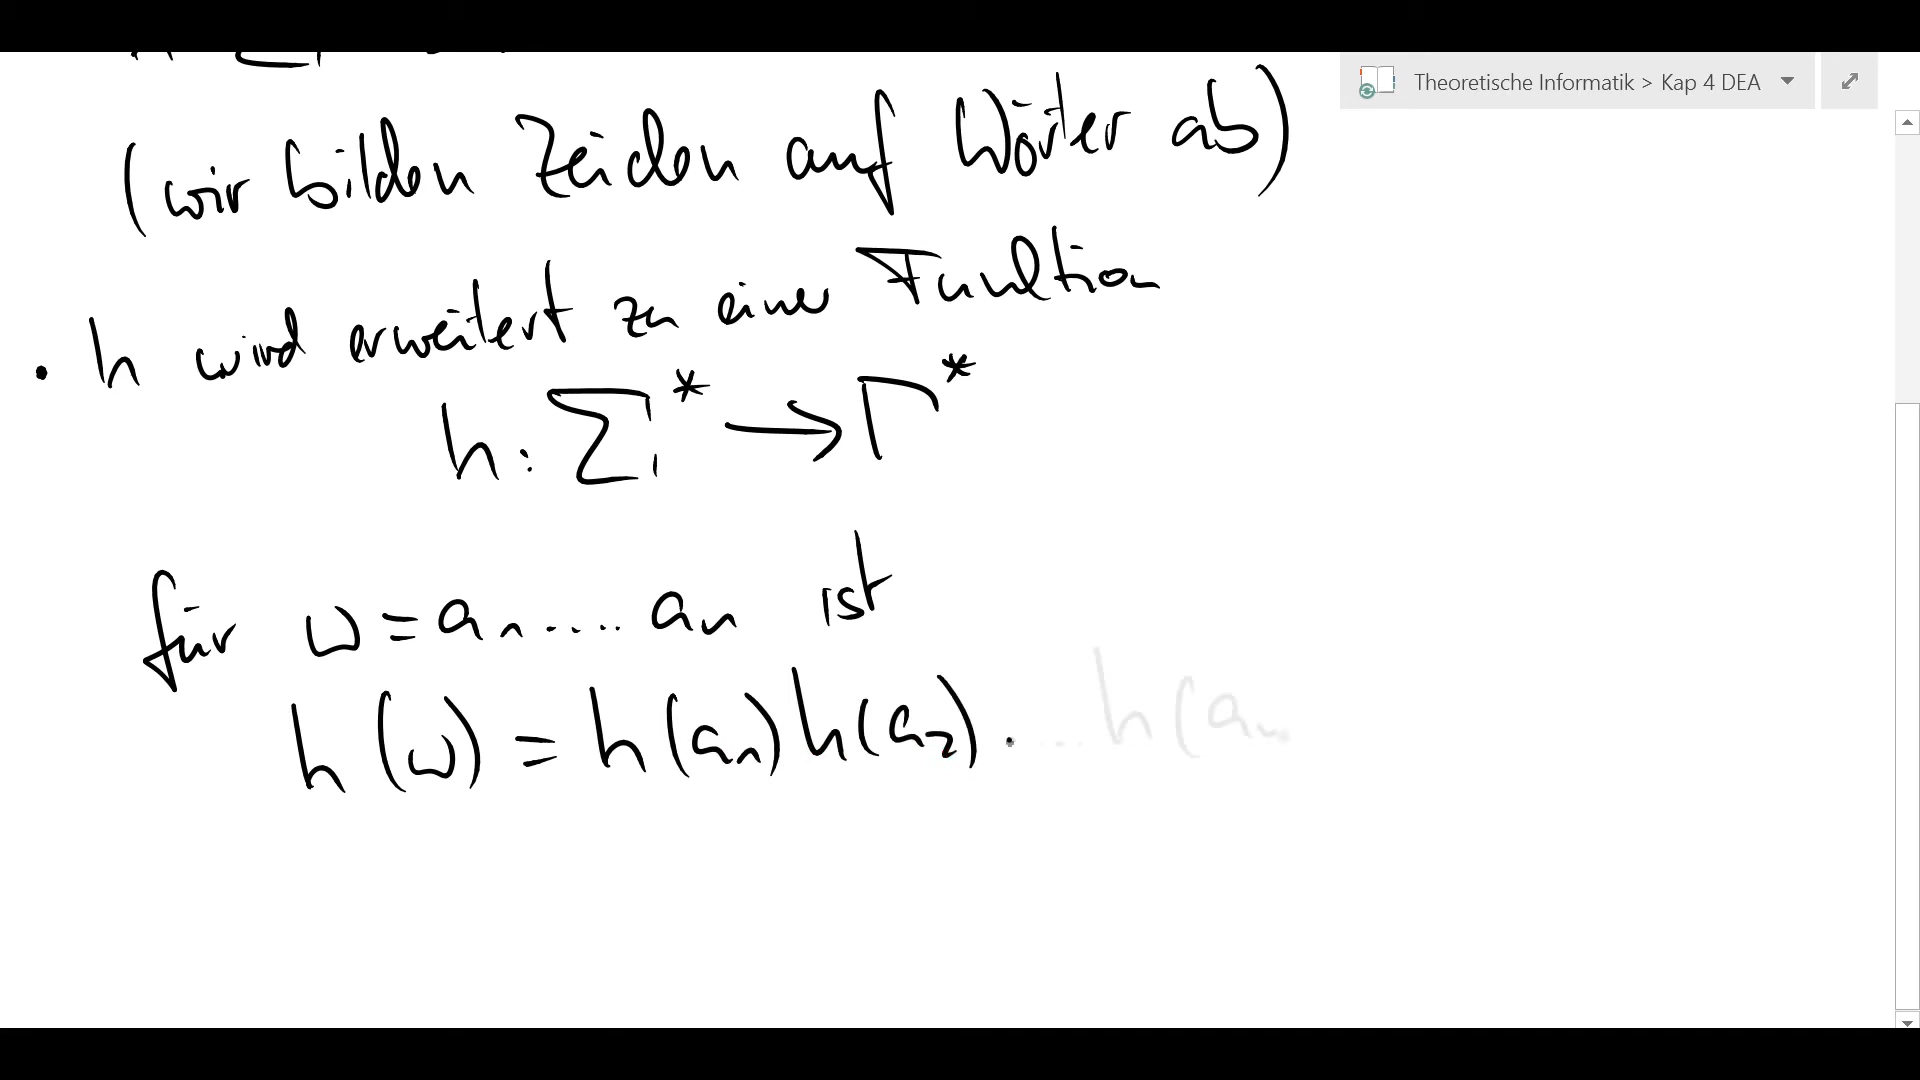 Theoretische Informatik > Kap 4 DEA
(wir bilden Zeichen auf Wörter ab)
• h wird erweitert zu einer Funktion
h: Σ* → Γ*
für w = a₁ .... aₙ ist
h(w) = h(a₁) h(a₂) .... h(aₙ